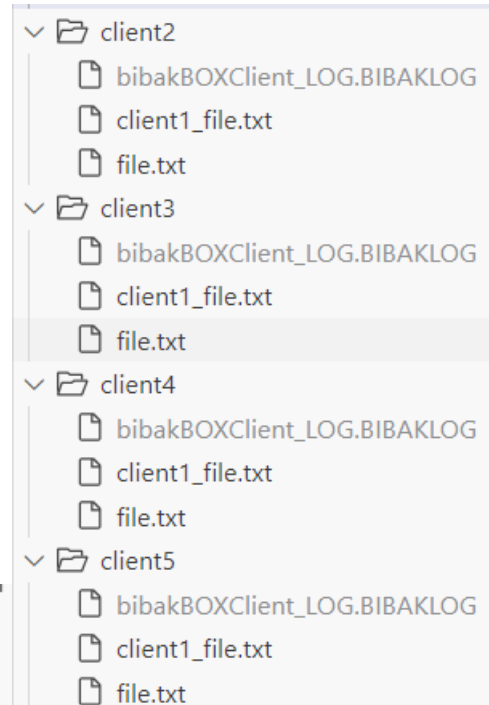 client2
bibakBOXClient_LOG.BIBAKLOG
client1_file.txt
file.txt
client3
bibakBOXClient_LOG.BIBAKLOG
client1_file.txt
file.txt
client4
bibakBOXClient_LOG.BIBAKLOG
client1_file.txt
file.txt
client5
bibakBOXClient_LOG.BIBAKLOG
client1_file.txt
file.txt